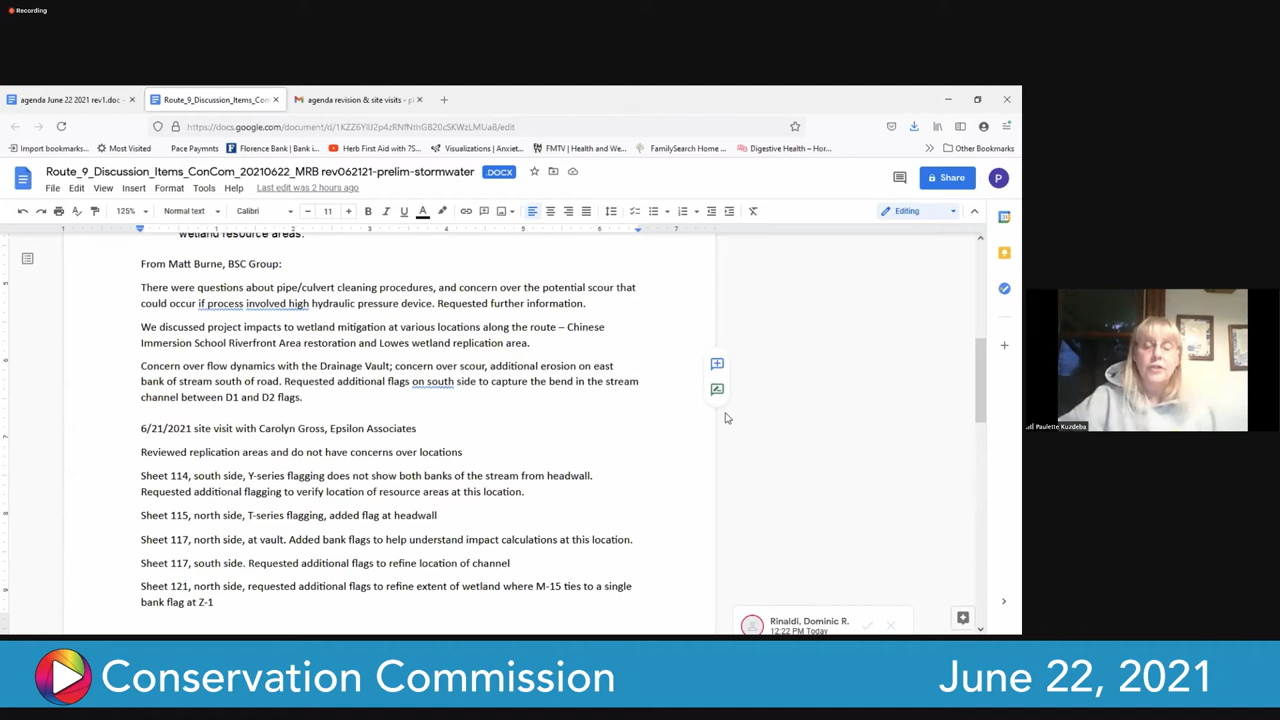 Recording
agenda June 22 2021 rev1.doc
Route_9_Discussion_Items_Con
agenda revision & site visits - p
Import bookmarks...
Most Visited
Pace Paymnts
Florence Bank | Bank i...
Herb First Aid with 7S...
Visualizations | Anxiet...
FMTV | Health and We...
FamilySearch Home ...
Digestive Health – Hor...
Other Bookmarks
Route_9_Discussion_Items_ConCom_20210622_MRB rev062121-prelim-stormwater
.DOCX
File Edit View Insert Format Tools Help Last edit was 2 hours ago
Share
P
125% Normal text Calibri 11 B I U A
Editing
wetland resource areas.
From Matt Burne, BSC Group:
There were questions about pipe/culvert cleaning procedures, and concern over the potential scour that
could occur if process involved high hydraulic pressure device. Requested further information.
We discussed project impacts to wetland mitigation at various locations along the route – Chinese
Immersion School Riverfront Area restoration and Lowes wetland replication area.
Concern over flow dynamics with the Drainage Vault; concern over scour, additional erosion on east
bank of stream south of road. Requested additional flags on south side to capture the bend in the stream
channel between D1 and D2 flags.
6/21/2021 site visit with Carolyn Gross, Epsilon Associates
Reviewed replication areas and do not have concerns over locations
Sheet 114, south side, Y-series flagging does not show both banks of the stream from headwall.
Requested additional flagging to verify location of resource areas at this location.
Sheet 115, north side, T-series flagging, added flag at headwall
Sheet 117, north side, at vault. Added bank flags to help understand impact calculations at this location.
Sheet 117, south side. Requested additional flags to refine location of channel
Sheet 121, north side, requested additional flags to refine extent of wetland where M-15 ties to a single
bank flag at Z-1
Rinaldi, Dominic R.
12:22 PM Today
Paulette Kuzdeba
Conservation Commission
June 22, 2021